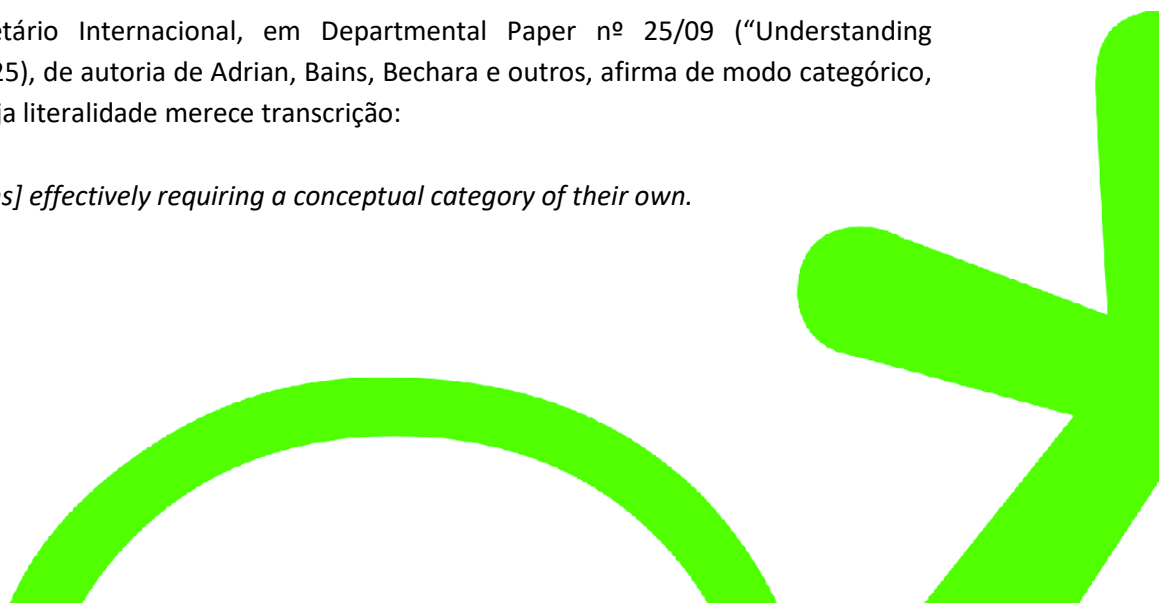 etário Internacional, em Departmental Paper nº 25/09 (“Understanding
25), de autoria de Adrian, Bains, Bechara e outros, afirma de modo categórico,
ja literalidade merece transcrição:
s] effectively requiring a conceptual category of their own.